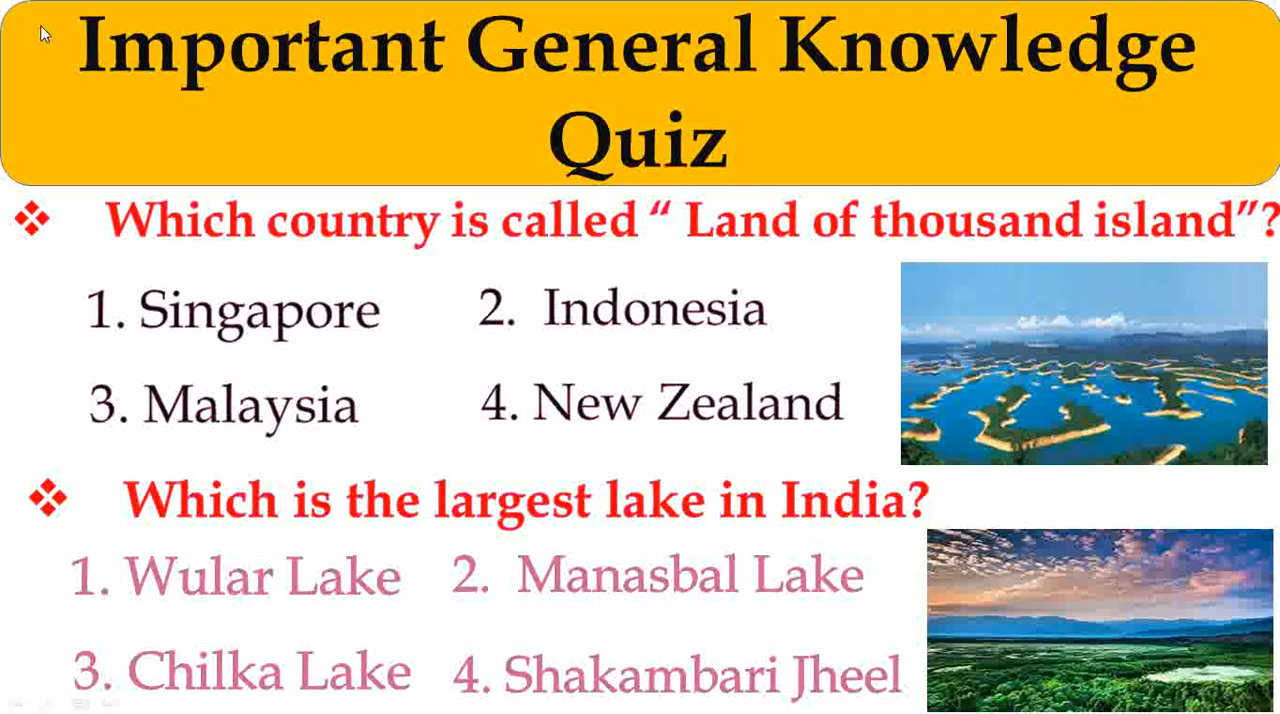 Important General Knowledge
Quiz
❖ Which country is called “ Land of thousand island”?
1. Singapore 2. Indonesia
3. Malaysia 4. New Zealand
❖ Which is the largest lake in India?
1. Wular Lake 2. Manasbal Lake
3. Chilka Lake 4. Shakambari Jheel